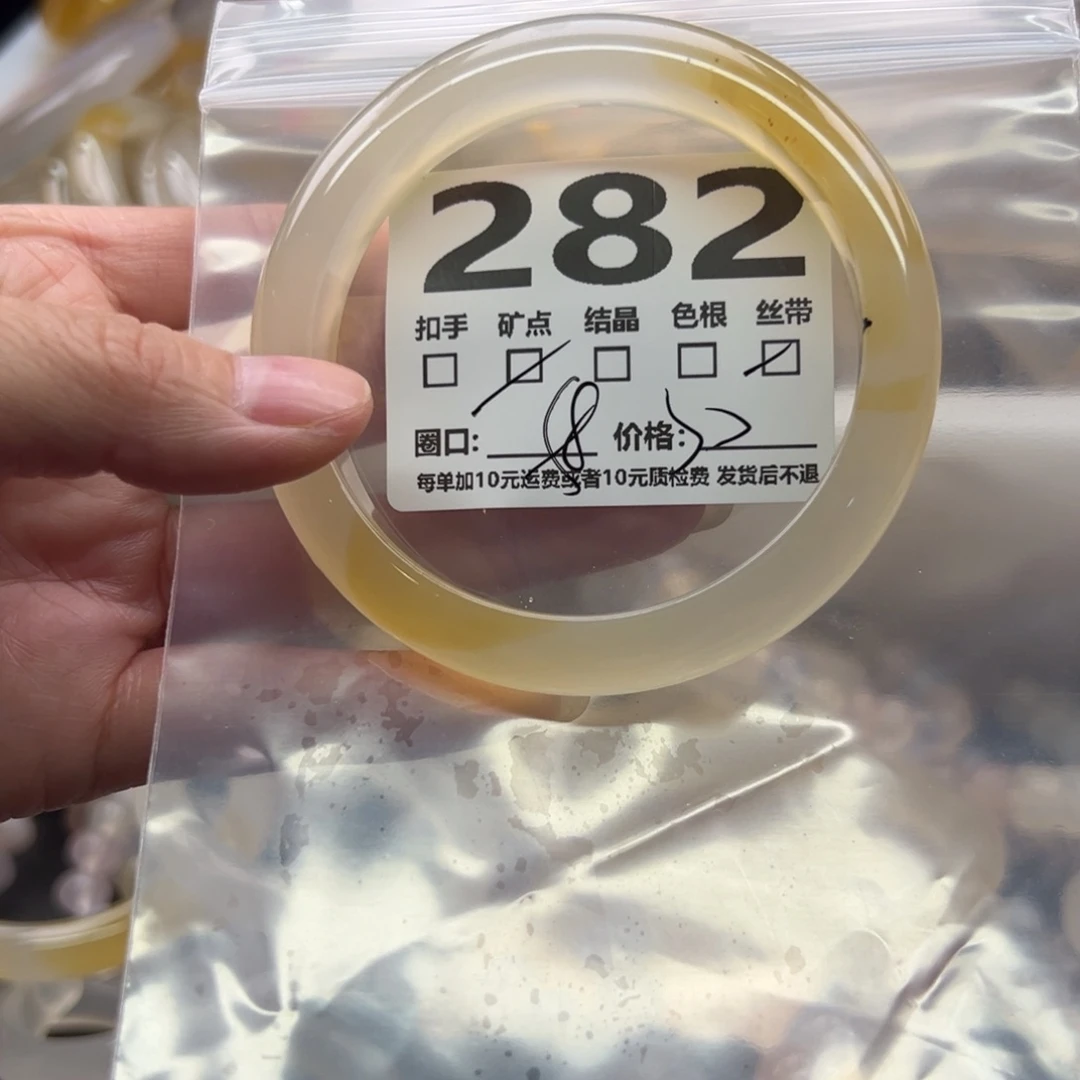 282
扣手 矿点 结晶 色根 丝带
圈口: 价格:
每单加10元运费或者10元质检费 发货后不退